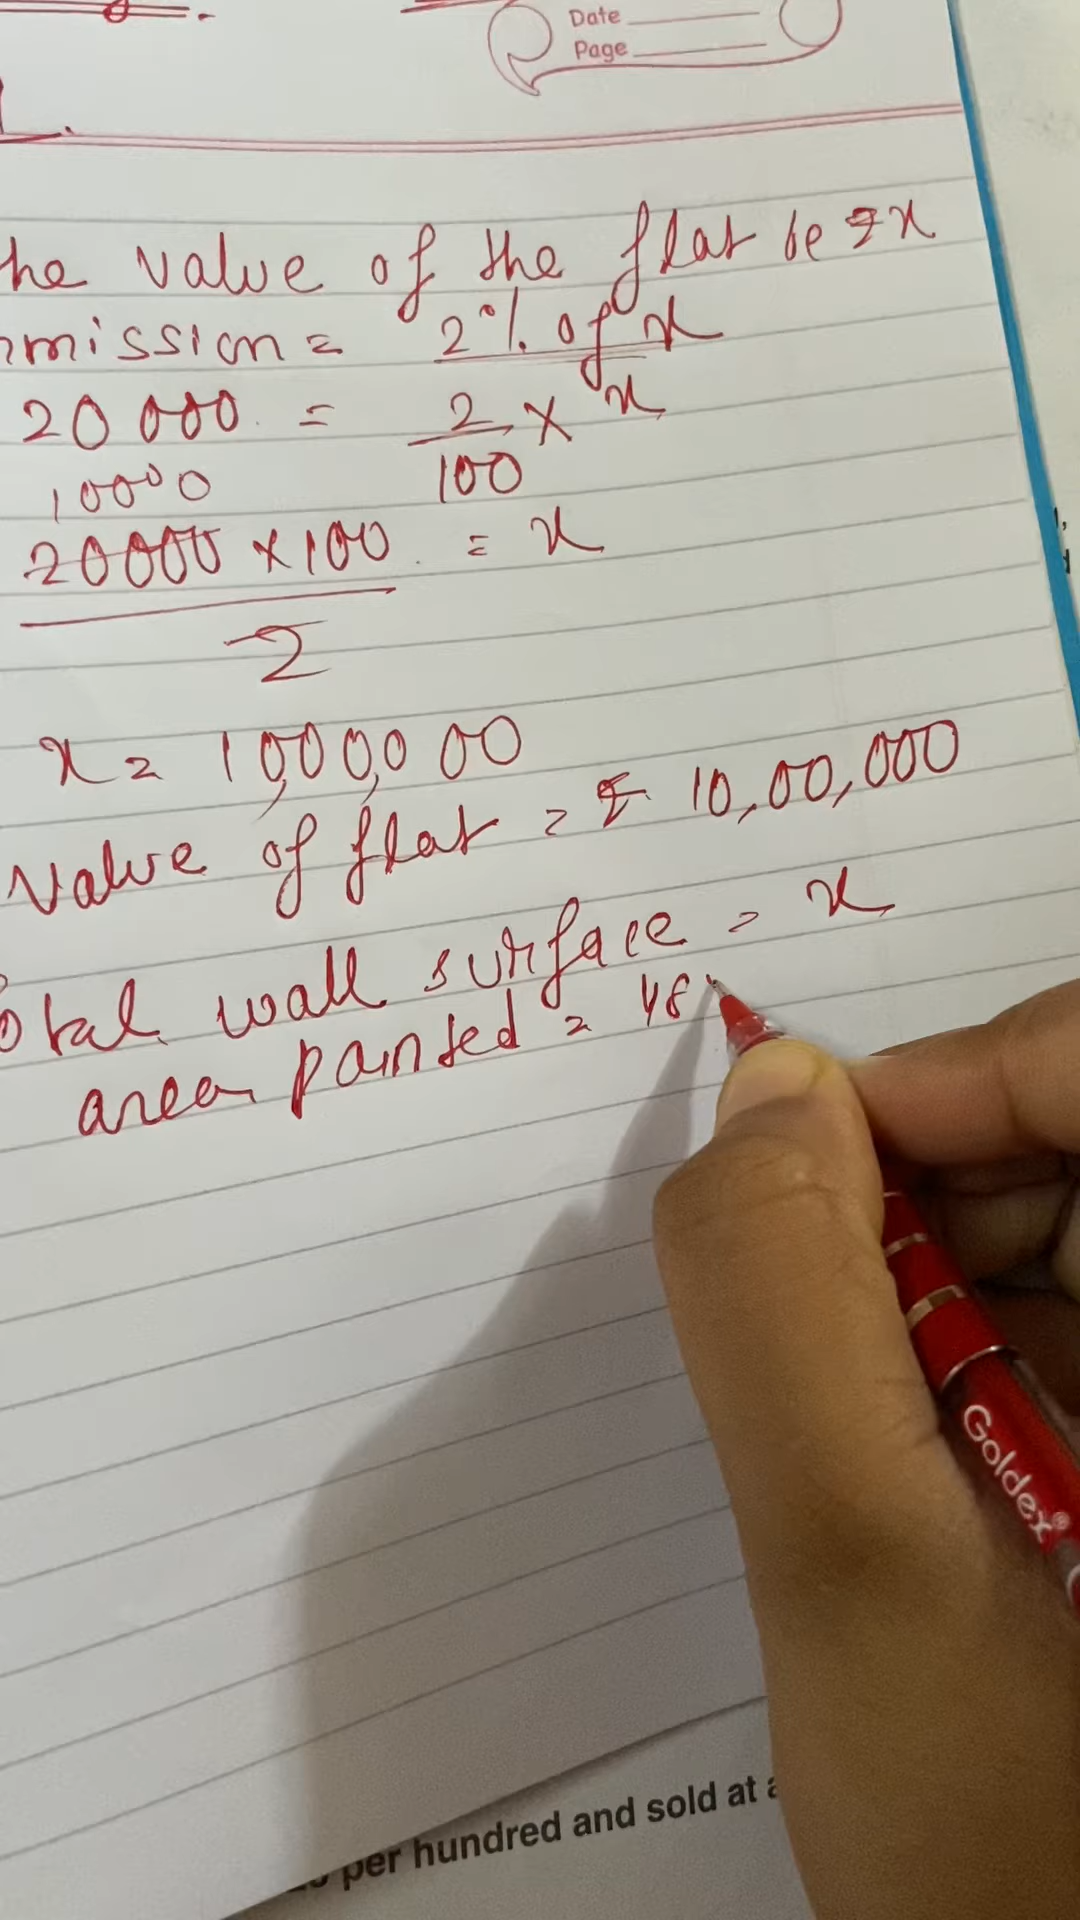 Date
Page
he value of the flat be ₹x
mission = 2% of x
20000 = 2/100 × x
10000
20000 × 100 / 2 = x
x = 10,00,000
Value of flat = ₹ 10,00,000
otal wall surface = x
area painted = 48
Goldex®
per hundred and sold at a